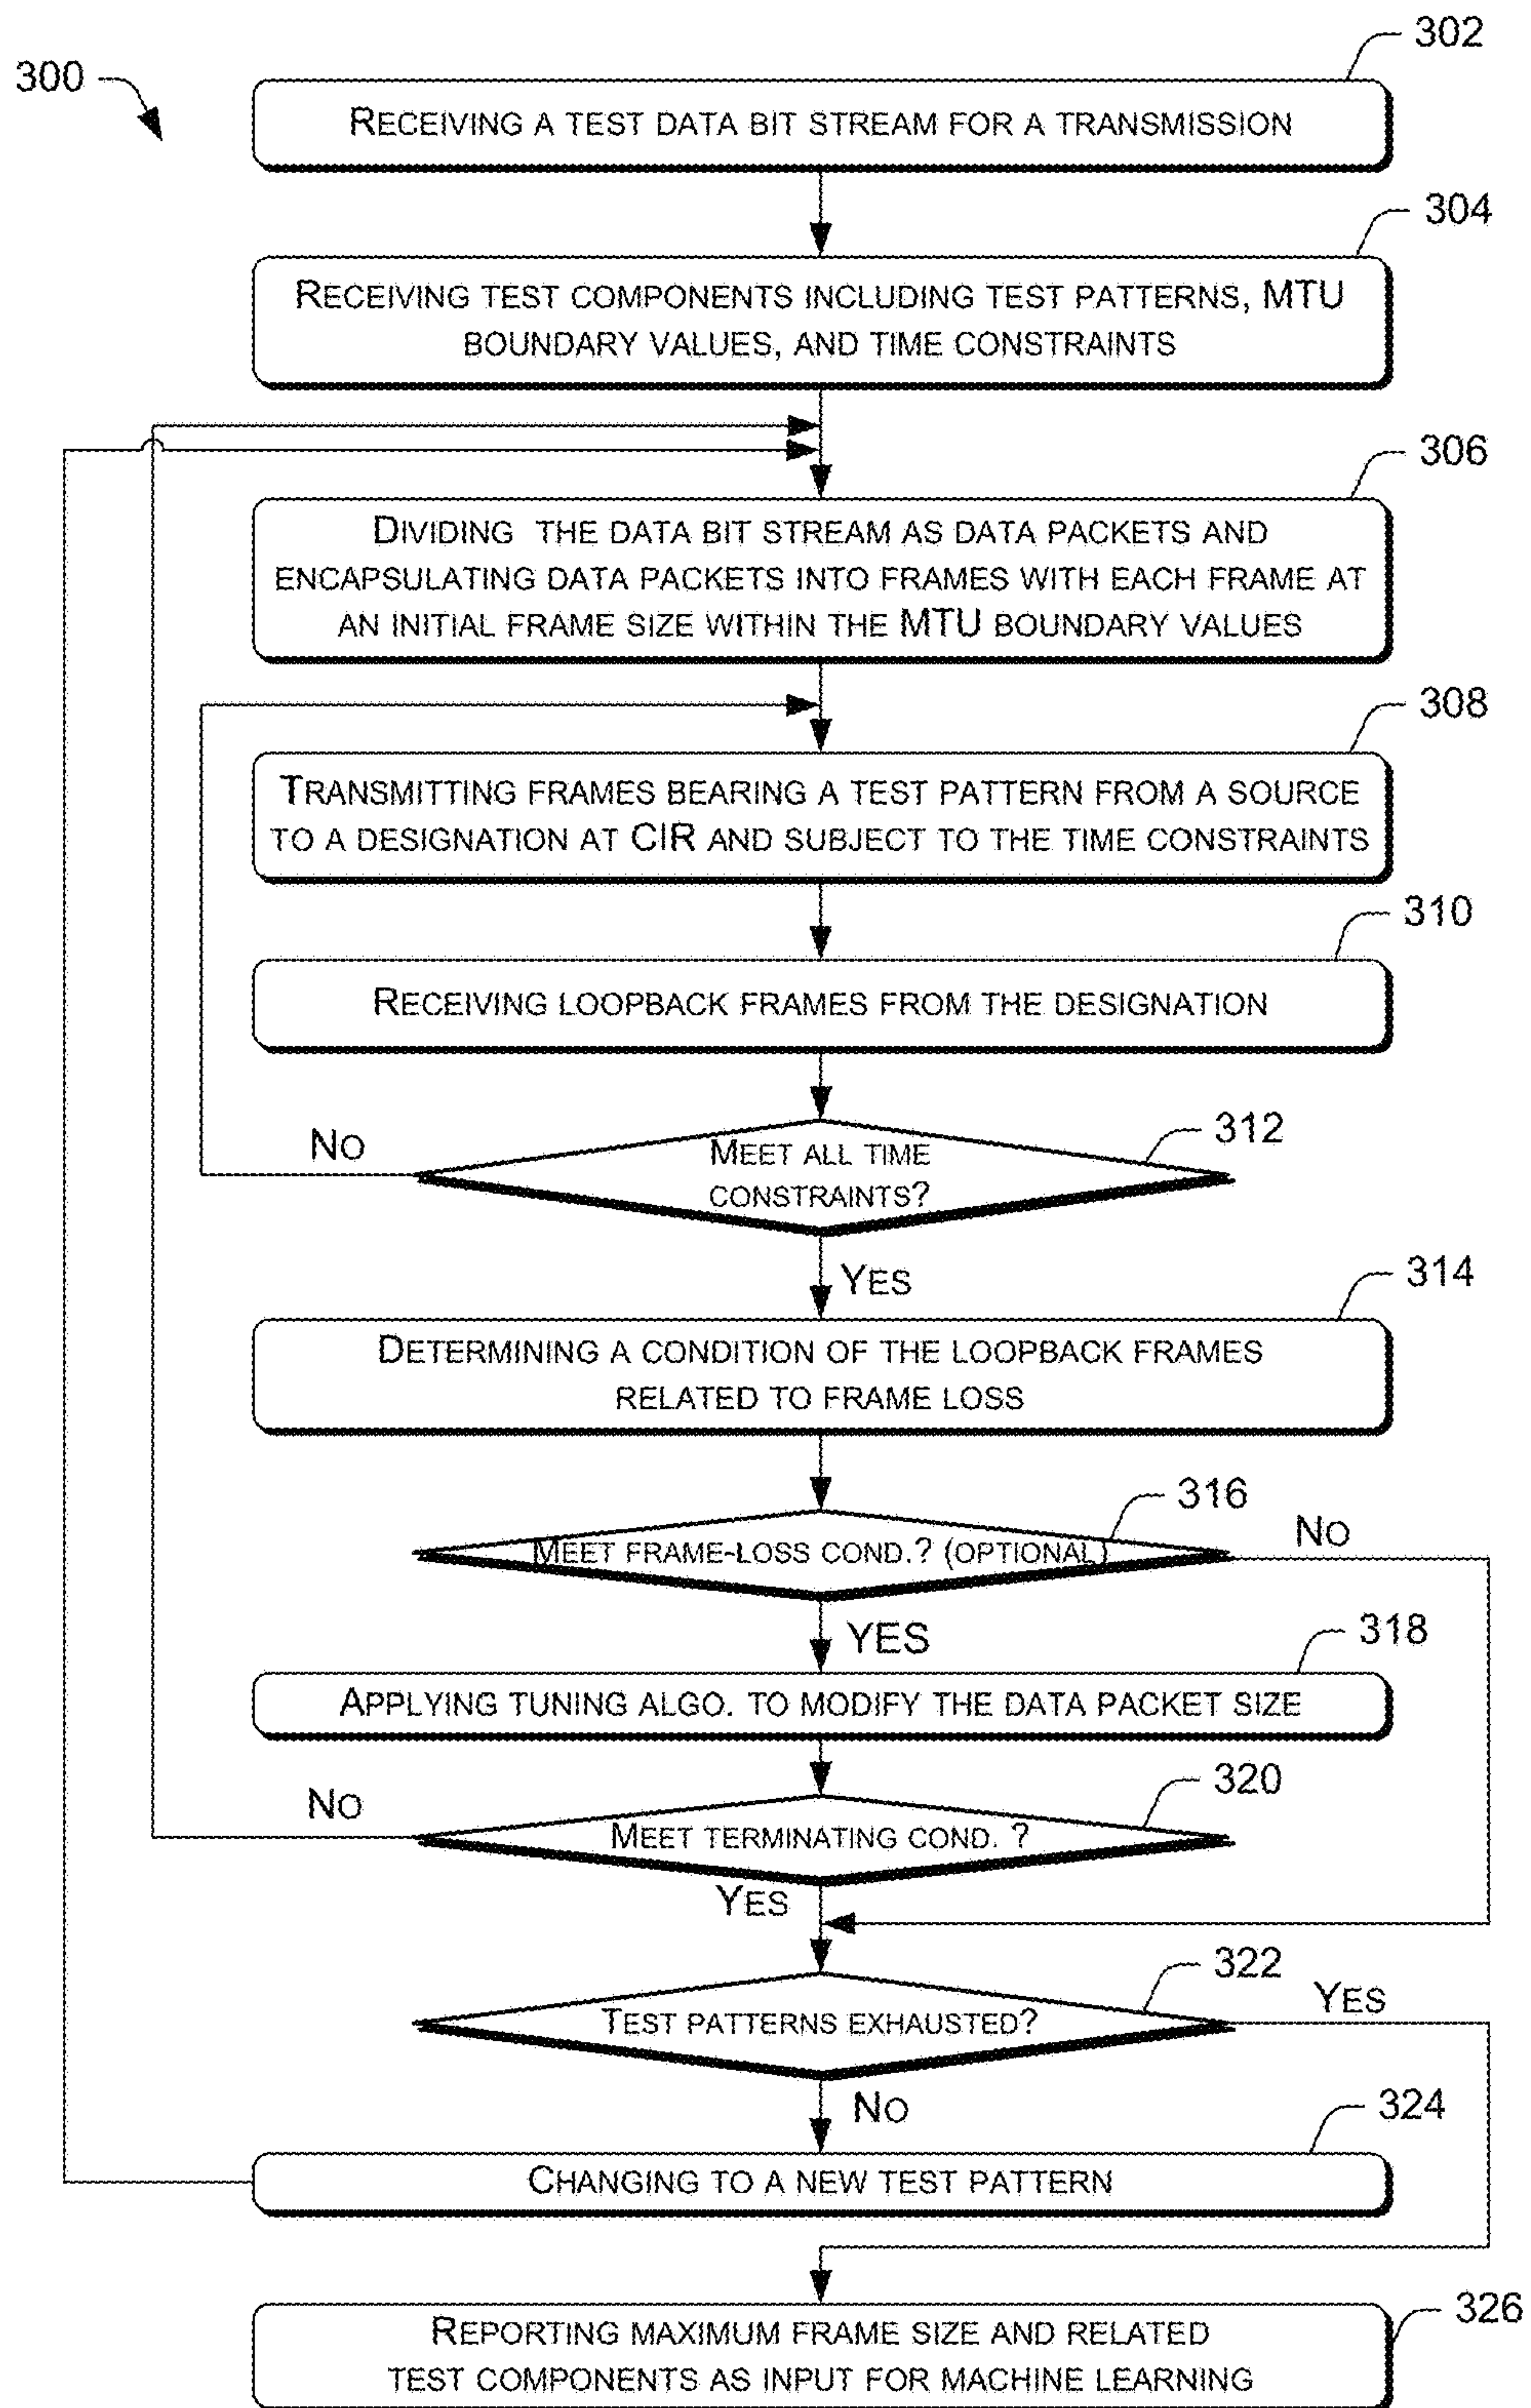 302
300
RECEIVING A TEST DATA BIT STREAM FOR A TRANSMISSION
304
RECEIVING TEST COMPONENTS INCLUDING TEST PATTERNS, MTU
BOUNDARY VALUES, AND TIME CONSTRAINTS
306
DIVIDING THE DATA BIT STREAM AS DATA PACKETS AND
ENCAPSULATING DATA PACKETS INTO FRAMES WITH EACH FRAME AT
AN INITIAL FRAME SIZE WITHIN THE MTU BOUNDARY VALUES
308
TRANSMITTING FRAMES BEARING A TEST PATTERN FROM A SOURCE
TO A DESIGNATION AT CIR AND SUBJECT TO THE TIME CONSTRAINTS
310
RECEIVING LOOPBACK FRAMES FROM THE DESIGNATION
312
NO
MEET ALL TIME
CONSTRAINTS?
YES
314
DETERMINING A CONDITION OF THE LOOPBACK FRAMES
RELATED TO FRAME LOSS
316
NO
MEET FRAME-LOSS COND.? (OPTIONAL)
YES
318
APPLYING TUNING ALGO. TO MODIFY THE DATA PACKET SIZE
320
NO
MEET TERMINATING COND. ?
YES
322
YES
TEST PATTERNS EXHAUSTED?
NO
324
CHANGING TO A NEW TEST PATTERN
326
REPORTING MAXIMUM FRAME SIZE AND RELATED
TEST COMPONENTS AS INPUT FOR MACHINE LEARNING